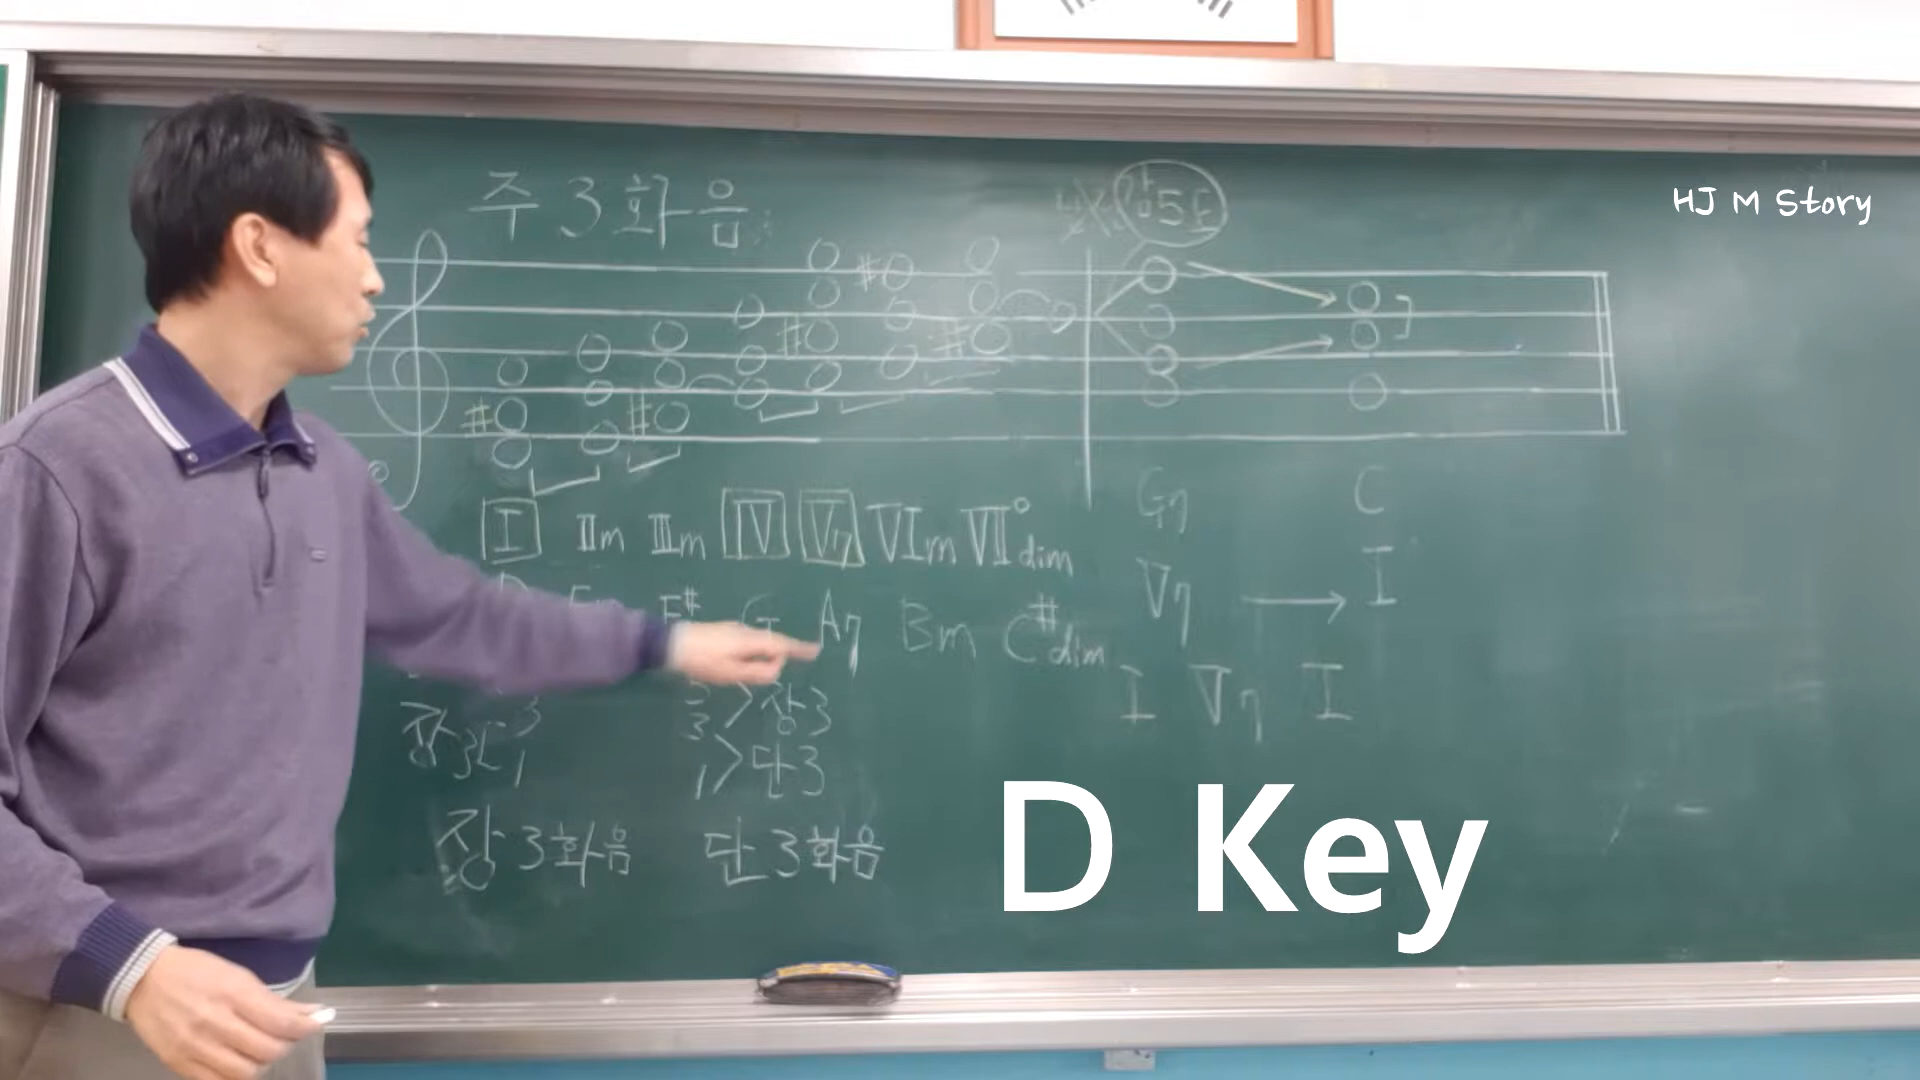 주 3화음
감5도
HJ M Story
I IIm IIIm IV V7 VIm VII°dim
G A7 Bm C#dim
G7 C
V7 → I
I V7 I
3 > 장3
1 > 단3
장3화음 단3화음
D Key